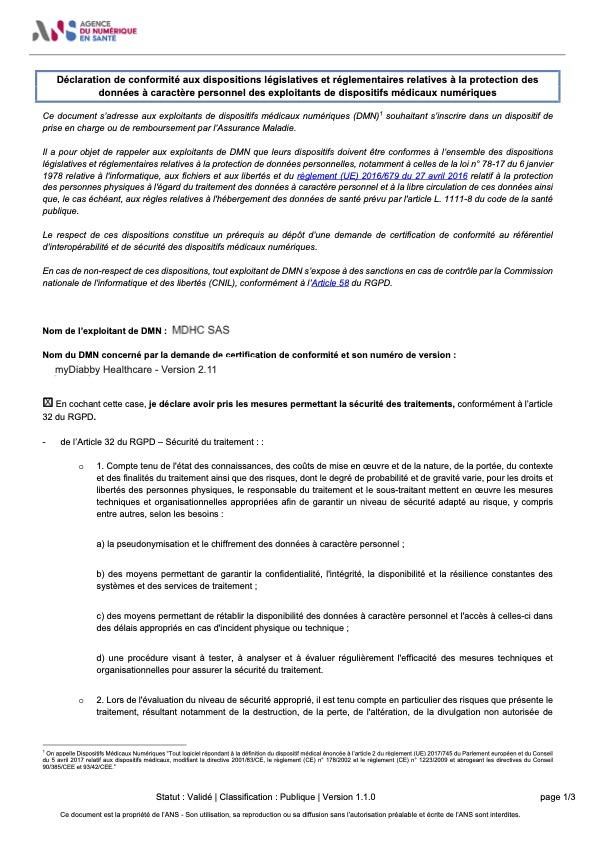 AGENCE
DU NUMÉRIQUE
EN SANTÉ
Déclaration de conformité aux dispositions législatives et réglementaires relatives à la protection des
données à caractère personnel des exploitants de dispositifs médicaux numériques
Ce document s'adresse aux exploitants de dispositifs médicaux numériques (DMN)1 souhaitant s'inscrire dans un dispositif de
prise en charge ou de remboursement par l'Assurance Maladie.
Il a pour objet de rappeler aux exploitants de DMN que leurs dispositifs doivent être conformes à l'ensemble des dispositions
législatives et réglementaires relatives à la protection de données personnelles, notamment à celles de la loi n° 78-17 du 6 janvier
1978 relative à l'informatique, aux fichiers et aux libertés et du règlement (UE) 2016/679 du 27 avril 2016 relatif à la protection
des personnes physiques à l'égard du traitement des données à caractère personnel et à la libre circulation de ces données ainsi
que, le cas échéant, aux règles relatives à l'hébergement des données de santé prévu par l'article L. 1111-8 du code de la santé
publique.
Le respect de ces dispositions constitue un prérequis au dépôt d'une demande de certification de conformité au référentiel
d'interopérabilité et de sécurité des dispositifs médicaux numériques.
En cas de non-respect de ces dispositions, tout exploitant de DMN s'expose à des sanctions en cas de contrôle par la Commission
nationale de l'informatique et des libertés (CNIL), conformément à l'Article 58 du RGPD.
Nom de l'exploitant de DMN : MDHC SAS
Nom du DMN concerné par la demande de certification de conformité et son numéro de version :
myDiabby Healthcare - Version 2.11
☒ En cochant cette case, je déclare avoir pris les mesures permettant la sécurité des traitements, conformément à l'article
32 du RGPD.
- de l'Article 32 du RGPD – Sécurité du traitement : :
o 1. Compte tenu de l'état des connaissances, des coûts de mise en œuvre et de la nature, de la portée, du contexte
et des finalités du traitement ainsi que des risques, dont le degré de probabilité et de gravité varie, pour les droits et
libertés des personnes physiques, le responsable du traitement et le sous-traitant mettent en œuvre les mesures
techniques et organisationnelles appropriées afin de garantir un niveau de sécurité adapté au risque, y compris
entre autres, selon les besoins :
a) la pseudonymisation et le chiffrement des données à caractère personnel ;
b) des moyens permettant de garantir la confidentialité, l'intégrité, la disponibilité et la résilience constantes des
systèmes et des services de traitement ;
c) des moyens permettant de rétablir la disponibilité des données à caractère personnel et l'accès à celles-ci dans
des délais appropriés en cas d'incident physique ou technique ;
d) une procédure visant à tester, à analyser et à évaluer régulièrement l'efficacité des mesures techniques et
organisationnelles pour assurer la sécurité du traitement.
o 2. Lors de l'évaluation du niveau de sécurité approprié, il est tenu compte en particulier des risques que présente le
traitement, résultant notamment de la destruction, de la perte, de l'altération, de la divulgation non autorisée de
1 On appelle Dispositifs Médicaux Numériques "Tout logiciel répondant à la définition du dispositif médical énoncée à l'article 2 du règlement (UE) 2017/745 du Parlement européen et du Conseil
du 5 avril 2017 relatif aux dispositifs médicaux, modifiant la directive 2001/83/CE, le règlement (CE) n° 178/2002 et le règlement (CE) n° 1223/2009 et abrogeant les directives du Conseil
90/385/CEE et 93/42/CEE."
Statut : Validé | Classification : Publique | Version 1.1.0
page 1/3
Ce document est la propriété de l'ANS - Son utilisation, sa reproduction ou sa diffusion sans l'autorisation préalable et écrite de l'ANS sont interdites.